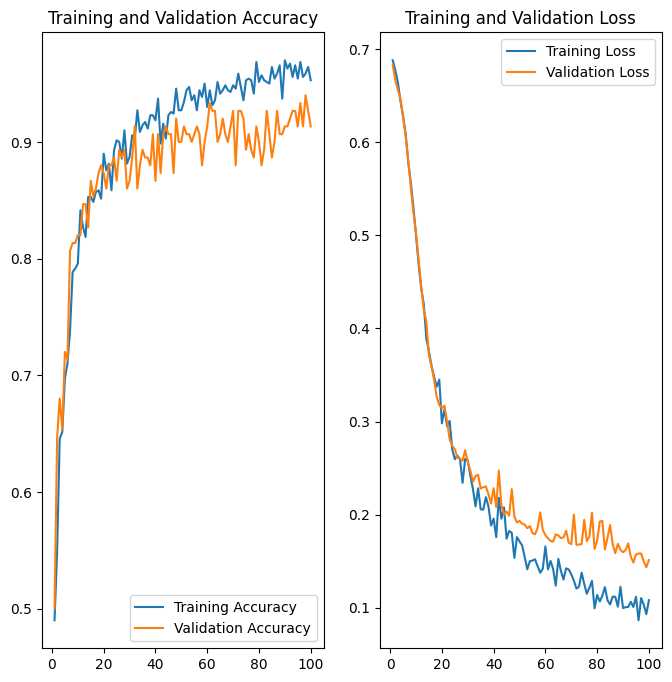 Training and Validation Accuracy
0.9
0.8
0.7
0.6
0.5
0 20 40 60 80 100
Training Accuracy
Validation Accuracy
Training and Validation Loss
0.7
0.6
0.5
0.4
0.3
0.2
0.1
0 20 40 60 80 100
Training Loss
Validation Loss